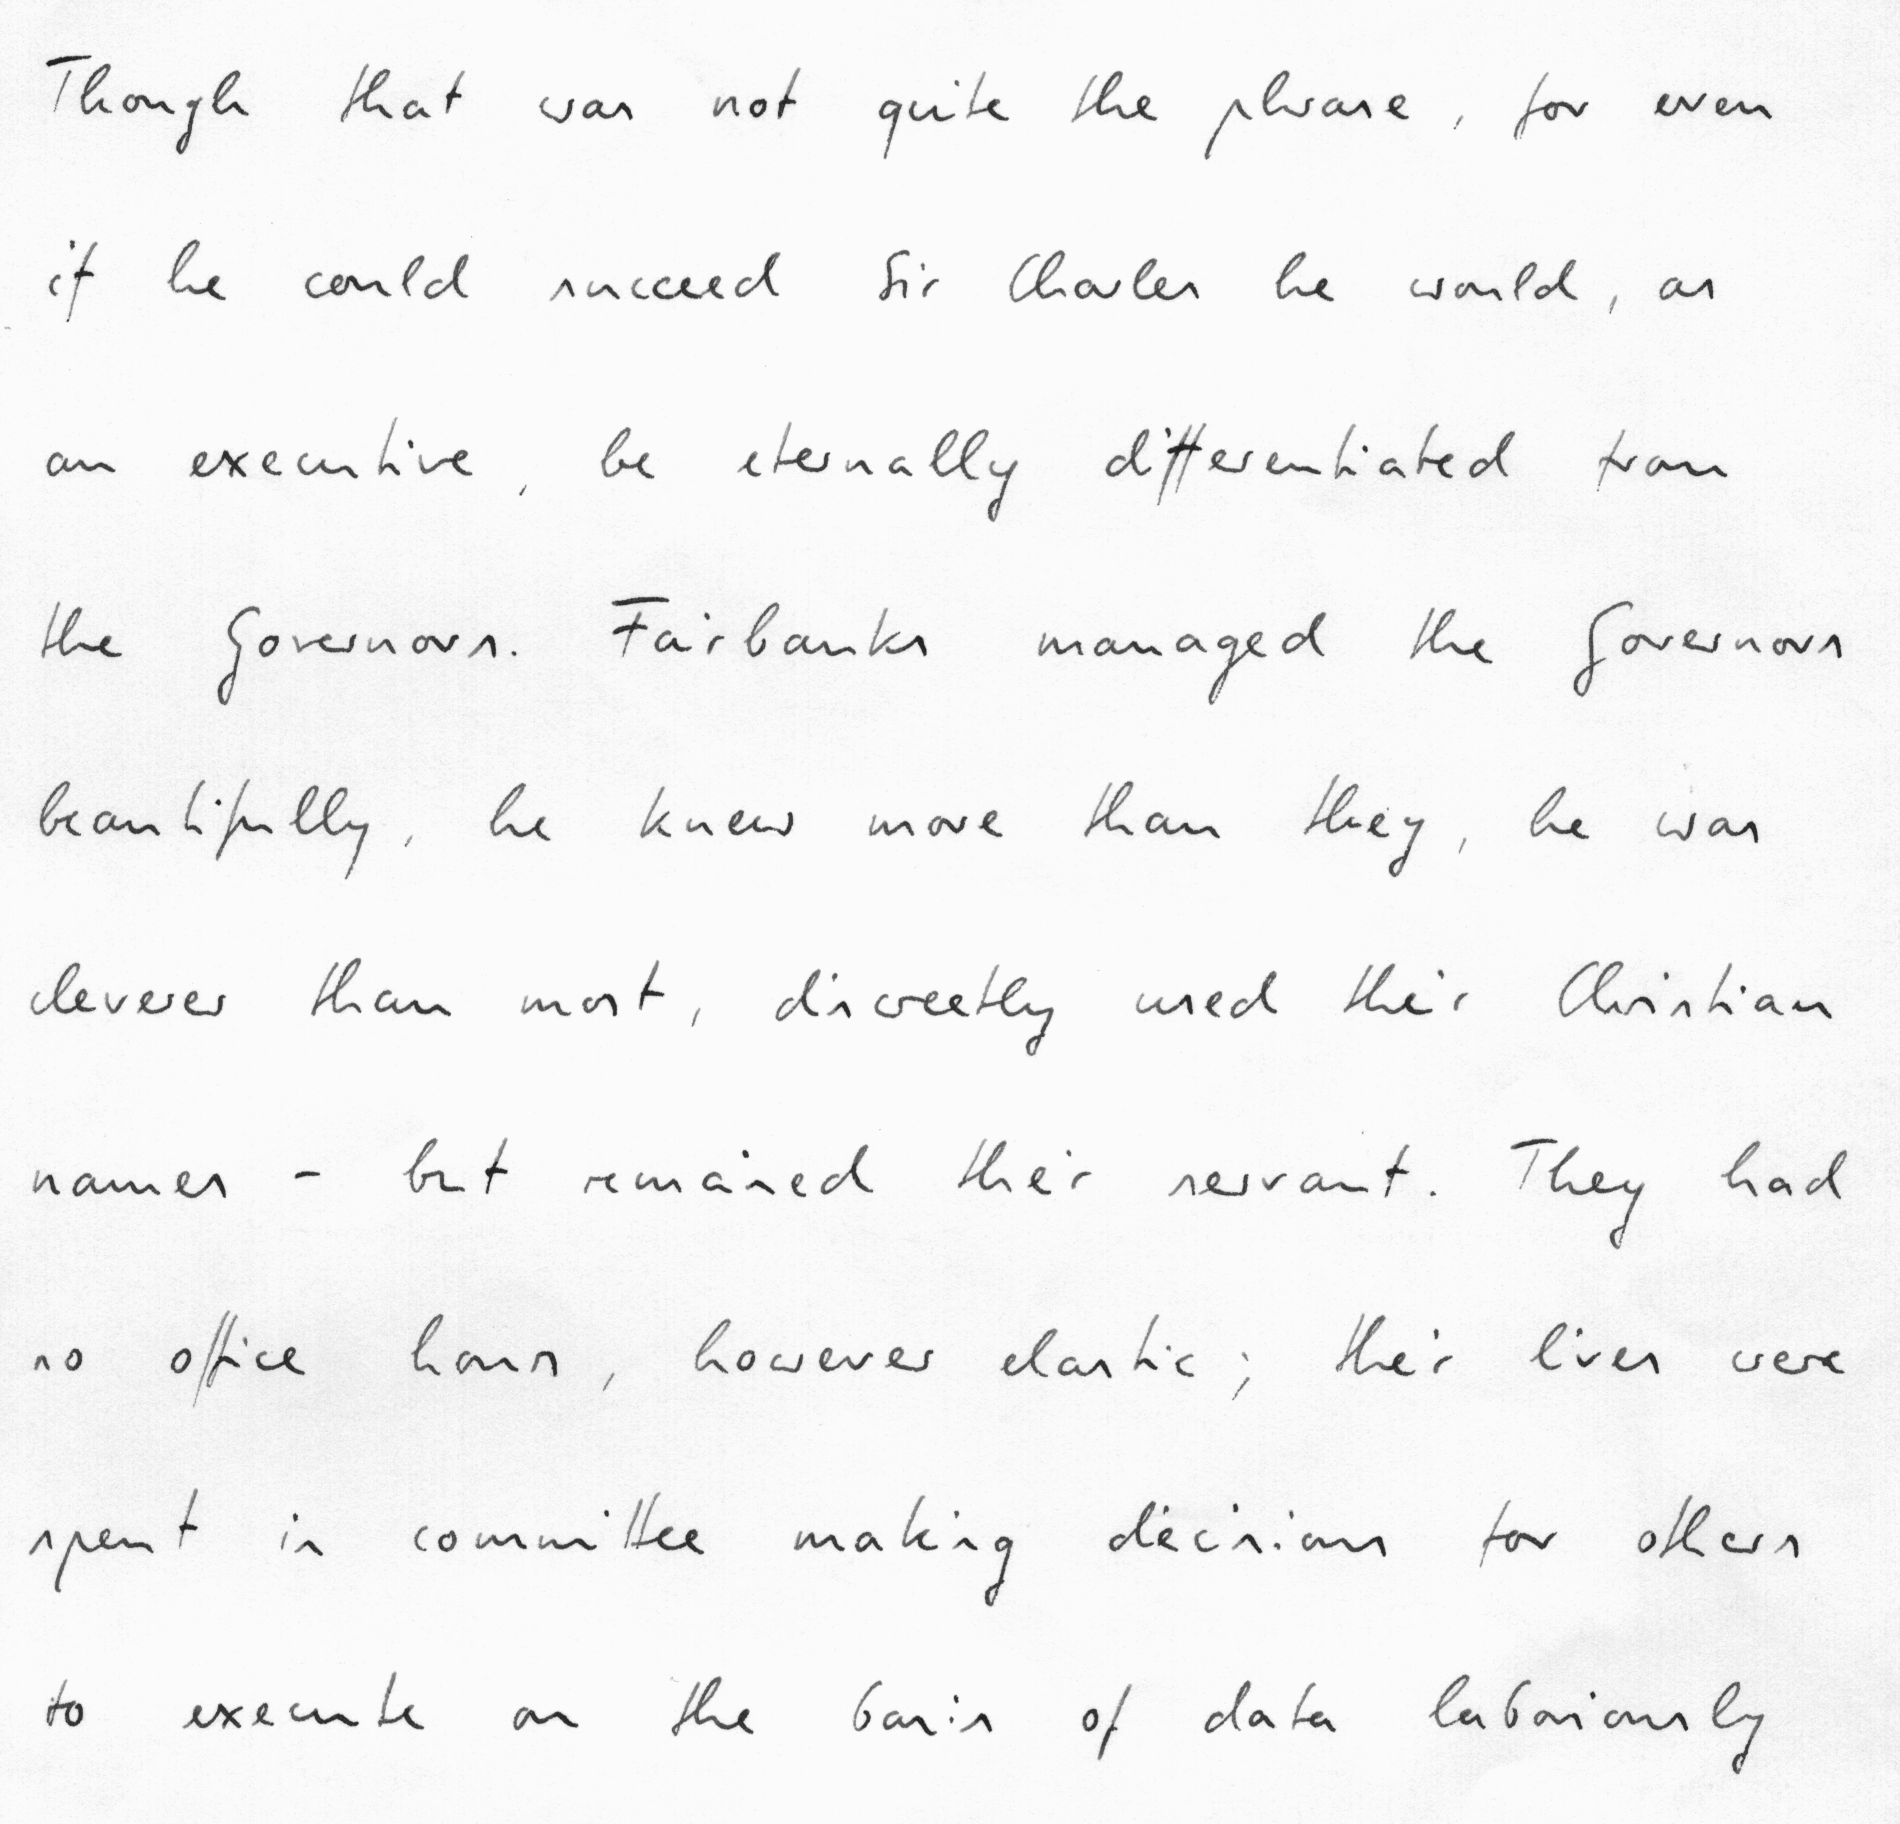 Though that was not quite the phrase, for even
if he could succeed Sir Charles he would, as
an executive, be eternally differentiated from
the Governors. Fairbanks managed the Governors
beautifully, he knew more than they, he was
cleverer than most, discreetly used their Christian
names - but remained their servant. They had
no office hours, however elastic; their lives were
spent in committee making decisions for others
to execute on the basis of data laboriously